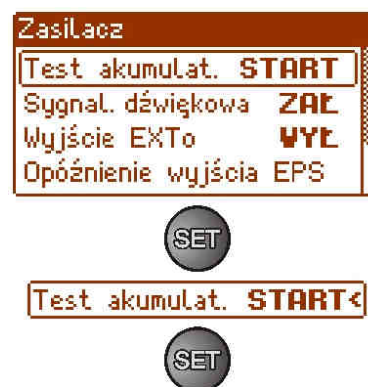 Zasilacz
Test akumulat. START
Sygnal. dźwiękowa ZAŁ
Wyjście EXTo WYŁ
Opóźnienie wyjścia EPS
SET
Test akumulat. START<
SET